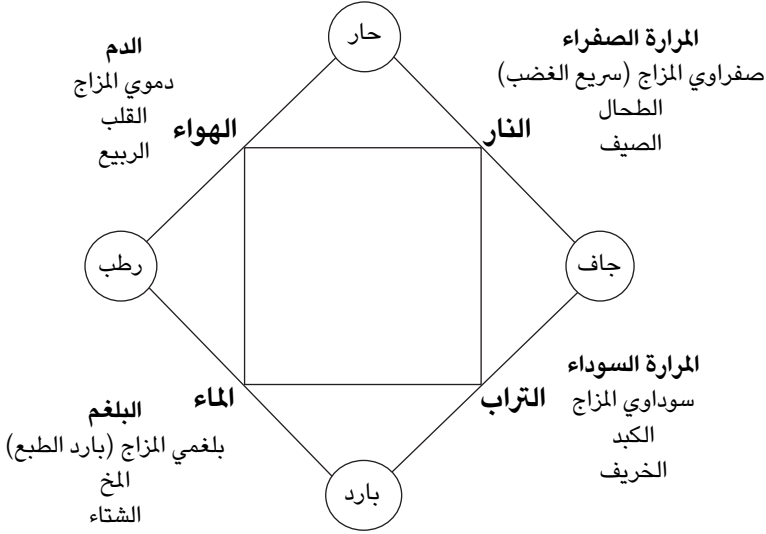 حار
المرارة الصفراء
صفراوي المزاج (سريع الغضب)
الطحال
الصيف
الدم
دموي المزاج
القلب
الربيع
النار
الهواء
جاف
رطب
المرارة السوداء
سوداوي المزاج
الكبد
الخريف
التراب
الماء
البلغم
بلغمي المزاج (بارد الطبع)
المخ
الشتاء
بارد